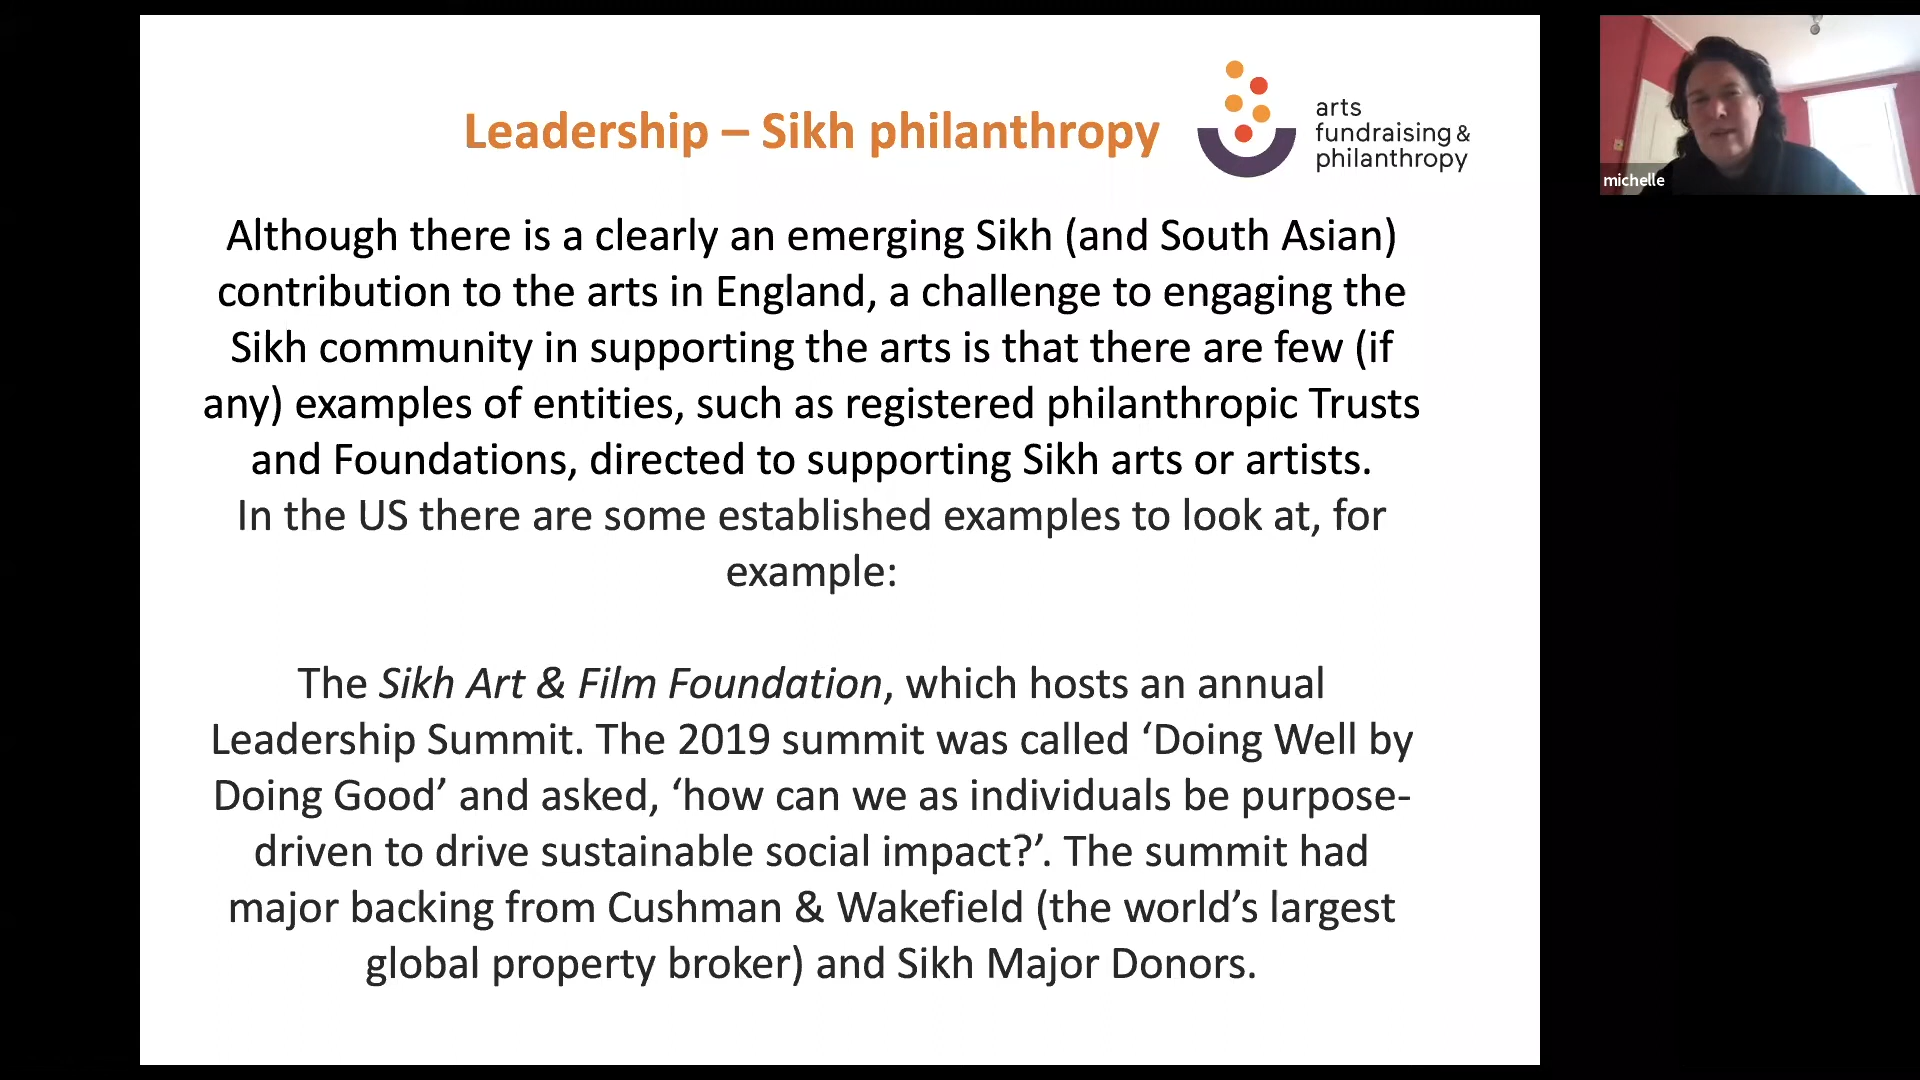 Leadership – Sikh philanthropy
arts
fundraising &
philanthropy
michelle
Although there is a clearly an emerging Sikh (and South Asian)
contribution to the arts in England, a challenge to engaging the
Sikh community in supporting the arts is that there are few (if
any) examples of entities, such as registered philanthropic Trusts
and Foundations, directed to supporting Sikh arts or artists.
In the US there are some established examples to look at, for
example:
The Sikh Art & Film Foundation, which hosts an annual
Leadership Summit. The 2019 summit was called ‘Doing Well by
Doing Good’ and asked, ‘how can we as individuals be purpose-
driven to drive sustainable social impact?’. The summit had
major backing from Cushman & Wakefield (the world’s largest
global property broker) and Sikh Major Donors.